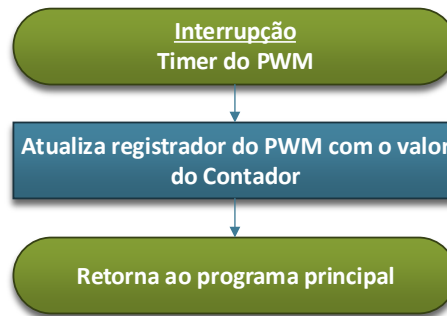 Interrupção
Timer do PWM
Atualiza registrador do PWM com o valor
do Contador
Retorna ao programa principal